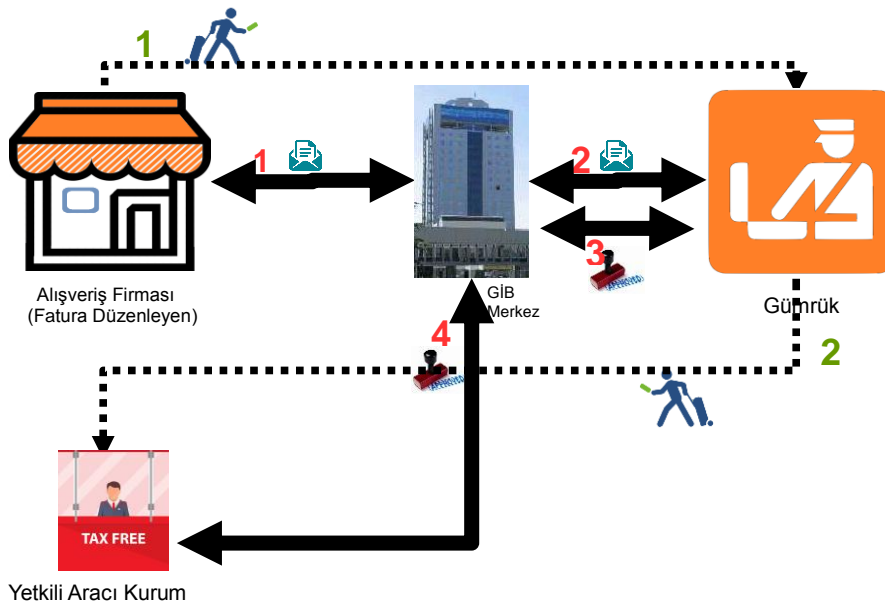 1
1
2
3
Alışveriş Firması
(Fatura Düzenleyen)
GİB
Merkez
Gümrük
4
2
TAX FREE
Yetkili Aracı Kurum